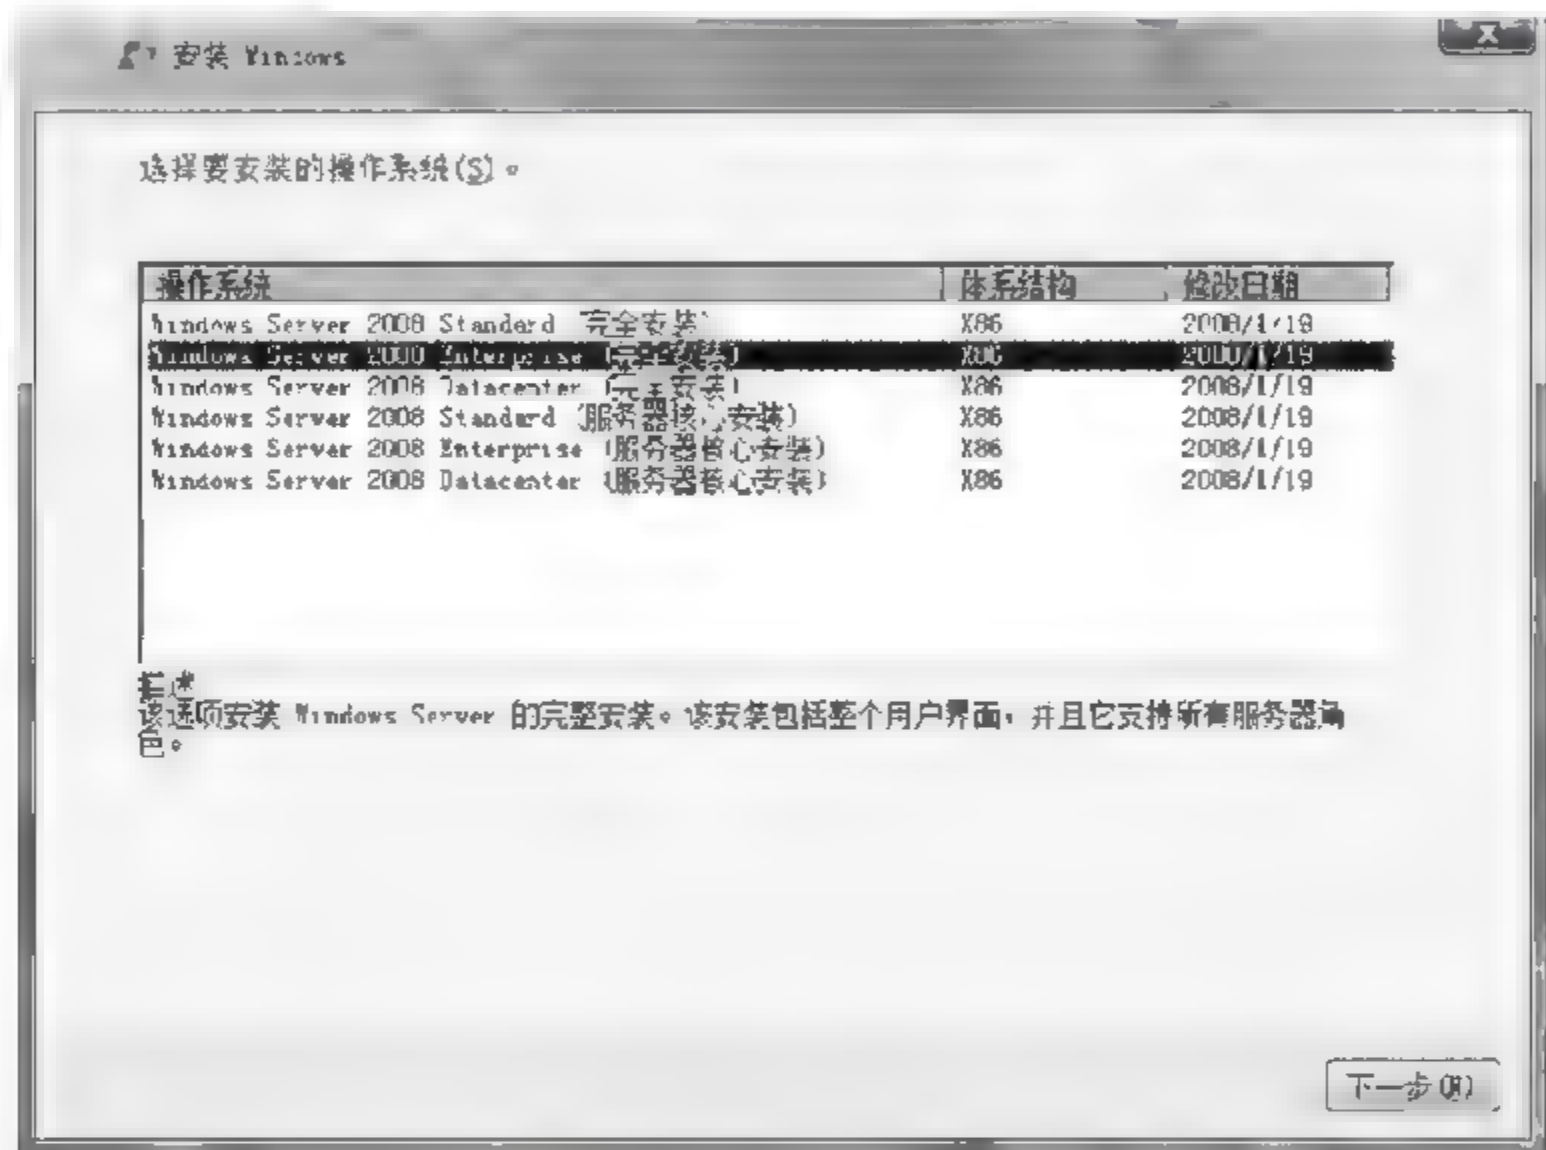 安装 Windows
选择要安装的操作系统(S)。
操作系统 体系结构 修改日期
Windows Server 2008 Standard (完全安装) X86 2008/1/19
Windows Server 2008 Enterprise (完全安装) X86 2008/1/19
Windows Server 2008 Datacenter (完全安装) X86 2008/1/19
Windows Server 2008 Standard (服务器核心安装) X86 2008/1/19
Windows Server 2008 Enterprise (服务器核心安装) X86 2008/1/19
Windows Server 2008 Datacenter (服务器核心安装) X86 2008/1/19
描述
该选项安装 Windows Server 的完整安装。该安装包括整个用户界面，并且它支持所有服务器角
色。
下一步(N)